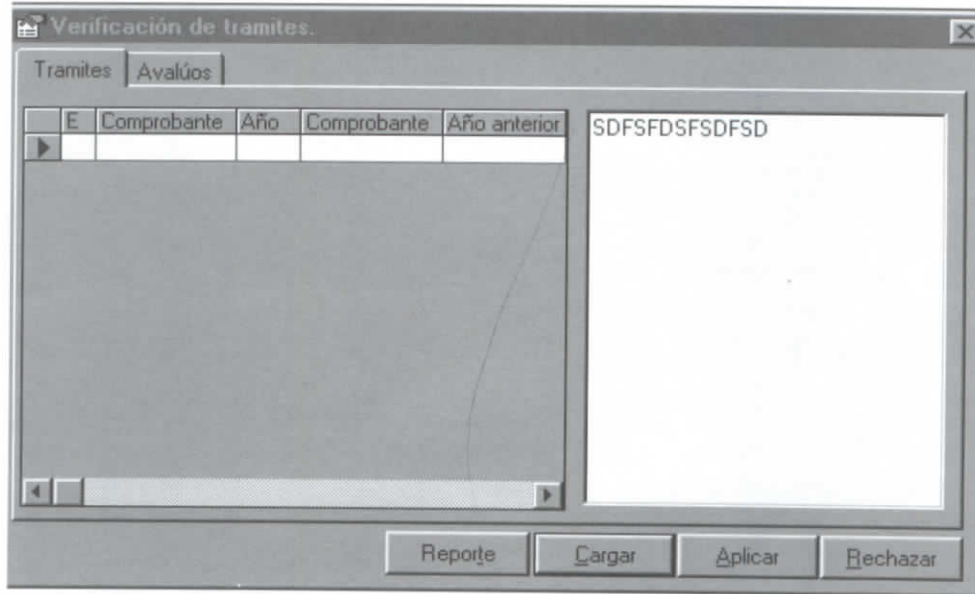 Verificación de tramites.
Tramites Avalúos
E Comprobante Año Comprobante Año anterior
SDFSFDSFSDFSD
Reporte Cargar Aplicar Rechazar